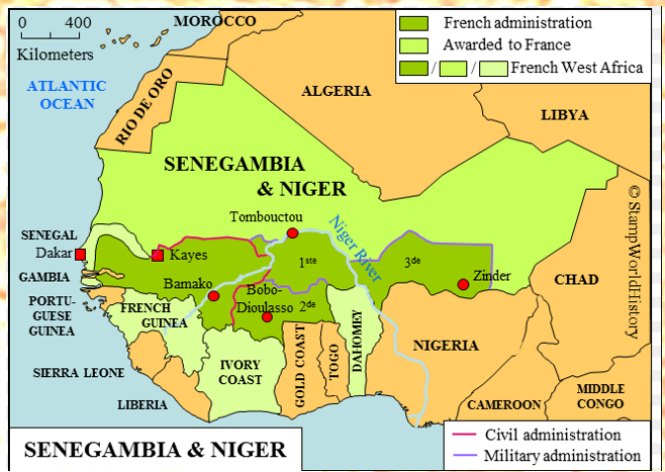 MOROCCO
0 400
Kilometers
French administration
Awarded to France
/ / French West Africa
ATLANTIC
OCEAN
RIO DE ORO
ALGERIA
LIBYA
SENEGAMBIA
& NIGER
Tombouctou
Niger River
© StampWorldHistory
SENEGAL
Dakar
Kayes
1ste
3de
Zinder
CHAD
GAMBIA
Bamako
Bobo-
Dioulasso
2de
PORTU-
GUESE
GUINEA
FRENCH
GUINEA
SIERRA LEONE
LIBERIA
IVORY
COAST
GOLD COAST
TOGO
DAHOMEY
NIGERIA
CAMEROON
MIDDLE
CONGO
SENEGAMBIA & NIGER
Civil administration
Military administration